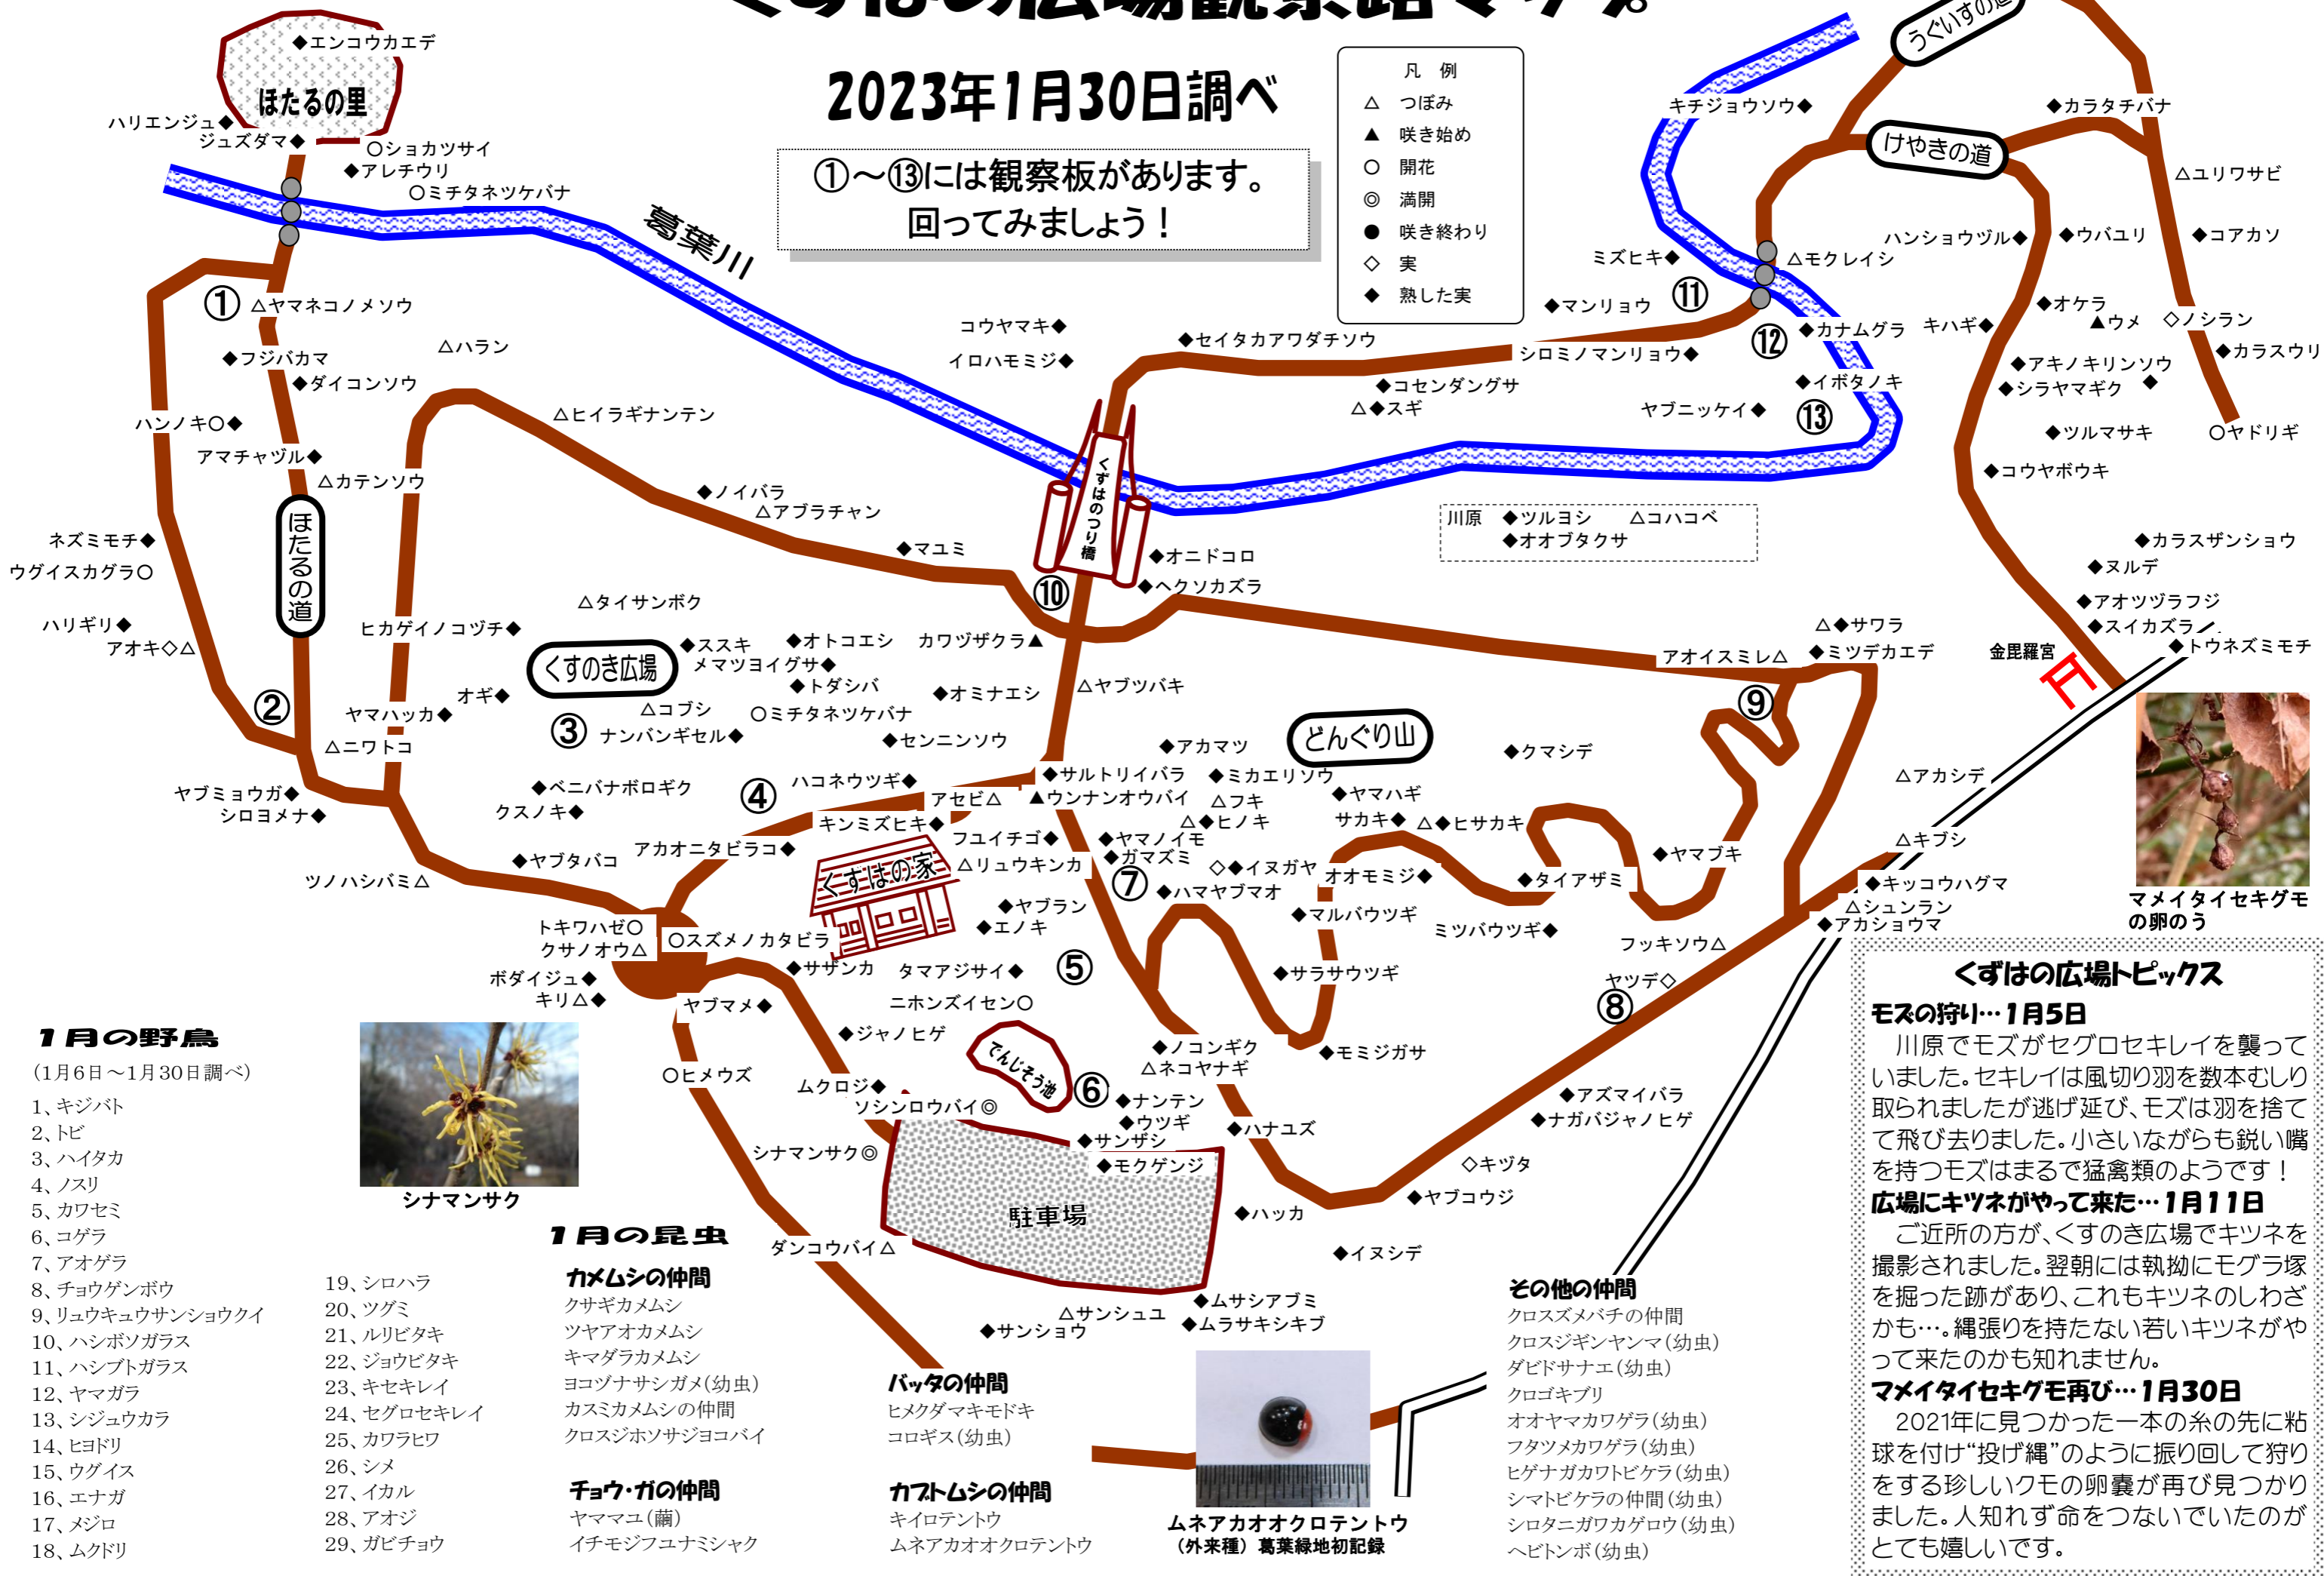 くずはの広場観察路マップ
2023年1月30日調べ
①～⑬には観察板があります。
回ってみましょう！
凡 例
△ つぼみ
▲ 咲き始め
○ 開花
◎ 満開
● 咲き終わり
◇ 実
◆ 熟した実
うぐいすの道
けやきの道
◆エンコウカエデ
ほたるの里
ハリエンジュ◆
ジュズダマ◆
○ショカツサイ
◆アレチウリ
○ミチタネツケバナ
葛葉川
キチジョウソウ◆
◆カラタチバナ
△ユリワサビ
ハンショウヅル◆
◆ウバユリ
◆コアカソ
ミズヒキ◆
△モクレイシ
⑪
◆マンリョウ
⑫
◆カナムグラ
キハギ◆
◆オケラ
▲ウメ
◇ノシラン
◆カラスウリ
①
△ヤマネコノメソウ
◆フジバカマ
△ハラン
◆ダイコンソウ
コウヤマキ◆
イロハモミジ◆
◆セイタカアワダチソウ
シロミノマンリョウ◆
◆コセンダングサ
△◆スギ
◆イボタノキ
ヤブニッケイ◆
⑬
◆アキノキリンソウ
◆シラヤマギク
◆
◆ツルマサキ
○ヤドリギ
◆コウヤボウキ
ハンノキ○◆
アマチャヅル◆
△カテンソウ
△ヒイラギナンテン
◆ノイバラ
△アブラチャン
◆マユミ
くずはのつり橋
◆オニドコロ
◆ヘクソカズラ
⑩
川原 ◆ツルヨシ △コハコベ
◆オオブタクサ
◆カラスザンショウ
◆ヌルデ
◆アオツヅラフジ
◆スイカズラ
◆トウネズミモチ
金毘羅宮
ほたるの道
ネズミモチ◆
ウグイスカグラ○
ハリギリ◆
アオキ◇△
②
ヒカゲイノコヅチ◆
△タイサンボク
くすのき広場
◆ススキ
◆オトコエシ
カワヅザクラ▲
メマツヨイグサ◆
◆トダシバ
◆オミナエシ
△ヤブツバキ
オギ◆
ヤマハッカ◆
③
△コブシ
○ミチタネツケバナ
ナンバンギセル◆
◆センニンソウ
△ニワトコ
アオイスミレ△
△◆サワラ
◆ミツデカエデ
⑨
どんぐり山
◆アカマツ
◆クマシデ
ヤブミョウガ◆
シロヨメナ◆
◆ベニバナボロギク
クスノキ◆
④
ハコネウツギ◆
アセビ△
◆サルトリイバラ
◆ミカエリソウ
▲ウンナンオウバイ
△フキ
△◆ヒノキ
◆ヤマハギ
サカキ◆
△◆ヒサカキ
△アカシデ
△キブシ
キンミズヒキ◆
アカオニタビラコ◆
フユイチゴ◆
△リュウキンカ
◆ヤマノイモ
◆ガマズミ
⑦
◇◆イヌガヤ
◆ハマヤブマオ
オオモミジ◆
◆タイアザミ
◆ヤマブキ
◆キッコウハグマ
△シュンラン
◆アカショウマ
ツノハシバミ△
◆ヤブタバコ
くずはの家
◆ヤブラン
◆エノキ
◆マルバウツギ
ミツバウツギ◆
フッキソウ△
トキワハゼ○
クサノオウ△
○スズメノカタビラ
◆サザンカ
タマアジサイ◆
⑤
◆サラサウツギ
ヤツデ◇
⑧
ボダイジュ◆
キリ△◆
ヤブマメ◆
ニホンズイセン○
◆ジャノヒゲ
でんじそう池
◆ノコンギク
△ネコヤナギ
◆モミジガサ
○ヒメウズ
ムクロジ◆
⑥
◆ナンテン
◆ウツギ
◆アズマイバラ
◆ナガバジャノヒゲ
ソシンロウバイ◎
◆サンザシ
◆ハナユズ
シナマンサク◎
◆モクゲンジ
◇キヅタ
◆ヤブコウジ
駐車場
◆ハッカ
◆イヌシデ
ダンコウバイ△
△サンシュユ
◆サンショウ
◆ムサシアブミ
◆ムラサキシキブ
マメイタイセキグモ
の卵のう
シナマンサク
1月の野鳥
(1月6日～1月30日調べ)
1、キジバト
2、トビ
3、ハイタカ
4、ノスリ
5、カワセミ
6、コゲラ
7、アオゲラ
8、チョウゲンボウ
9、リュウキュウサンショウクイ
10、ハシボソガラス
11、ハシブトガラス
12、ヤマガラ
13、シジュウカラ
14、ヒヨドリ
15、ウグイス
16、エナガ
17、メジロ
18、ムクドリ
19、シロハラ
20、ツグミ
21、ルリビタキ
22、ジョウビタキ
23、キセキレイ
24、セグロセキレイ
25、カワラヒワ
26、シメ
27、イカル
28、アオジ
29、ガビチョウ
1月の昆虫
カメムシの仲間
クサギカメムシ
ツヤアオカメムシ
キマダラカメムシ
ヨコヅナサシガメ(幼虫)
カスミカメムシの仲間
クロスジホソサジヨコバイ
チョウ・ガの仲間
ヤママユ(繭)
イチモジフユナミシャク
バッタの仲間
ヒメクダマキモドキ
コロギス(幼虫)
カブトムシの仲間
キイロテントウ
ムネアカオオクロテントウ
ムネアカオオクロテントウ
（外来種）葛葉緑地初記録
その他の仲間
クロスズメバチの仲間
クロスジギンヤンマ(幼虫)
ダビドサナエ(幼虫)
クロゴキブリ
オオヤマカワゲラ(幼虫)
フタツメカワゲラ(幼虫)
ヒゲナガカワトビケラ(幼虫)
シマトビケラの仲間(幼虫)
シロタニガワカゲロウ(幼虫)
ヘビトンボ(幼虫)
くずはの広場トピックス
モズの狩り…1月5日
川原でモズがセグロセキレイを襲って
いました。セキレイは風切り羽を数本むしり
取られましたが逃げ延び、モズは羽を捨て
て飛び去りました。小さいながらも鋭い嘴
を持つモズはまるで猛禽類のようです！
広場にキツネがやって来た…1月11日
ご近所の方が、くすのき広場でキツネを
撮影されました。翌朝には執拗にモグラ塚
を掘った跡があり、これもキツネのしわざ
かも…。縄張りを持たない若いキツネがや
って来たのかも知れません。
マメイタイセキグモ再び…1月30日
2021年に見つかった一本の糸の先に粘
球を付け“投げ縄”のように振り回して狩り
をする珍しいクモの卵嚢が再び見つかり
ました。人知れず命をつないでいたのが
とても嬉しいです。